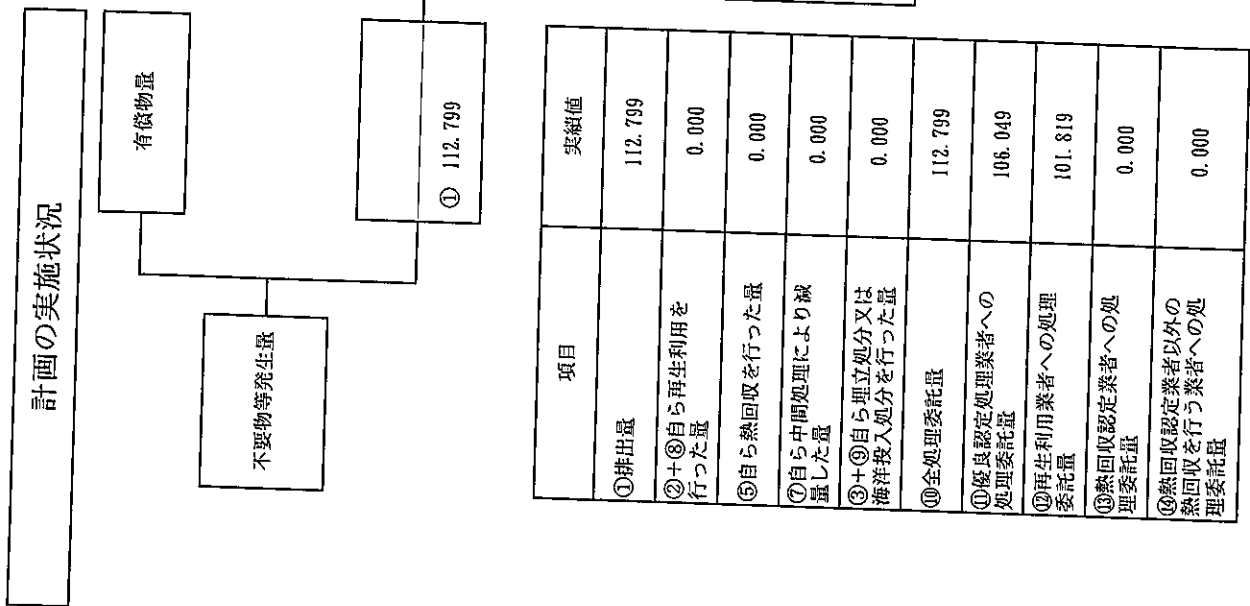 計画の実施状況
有償物量
不要物等発生量
① 112.799
項目
実績値
①排出量
112.799
②+⑧自ら再生利用を
行った量
0.000
⑤自ら熱回収を行った量
0.000
⑦自ら中間処理により減
量した量
0.000
③+⑨自ら埋立処分又は
海洋投入処分を行った量
0.000
⑩全処理委託量
112.799
⑪優良認定処理業者への
処理委託量
106.049
⑫再生利用業者への処理
委託量
101.819
⑬熱回収認定業者への処
理委託量
0.000
⑭熱回収認定業者以外の
熱回収を行う業者への処
理委託量
0.000